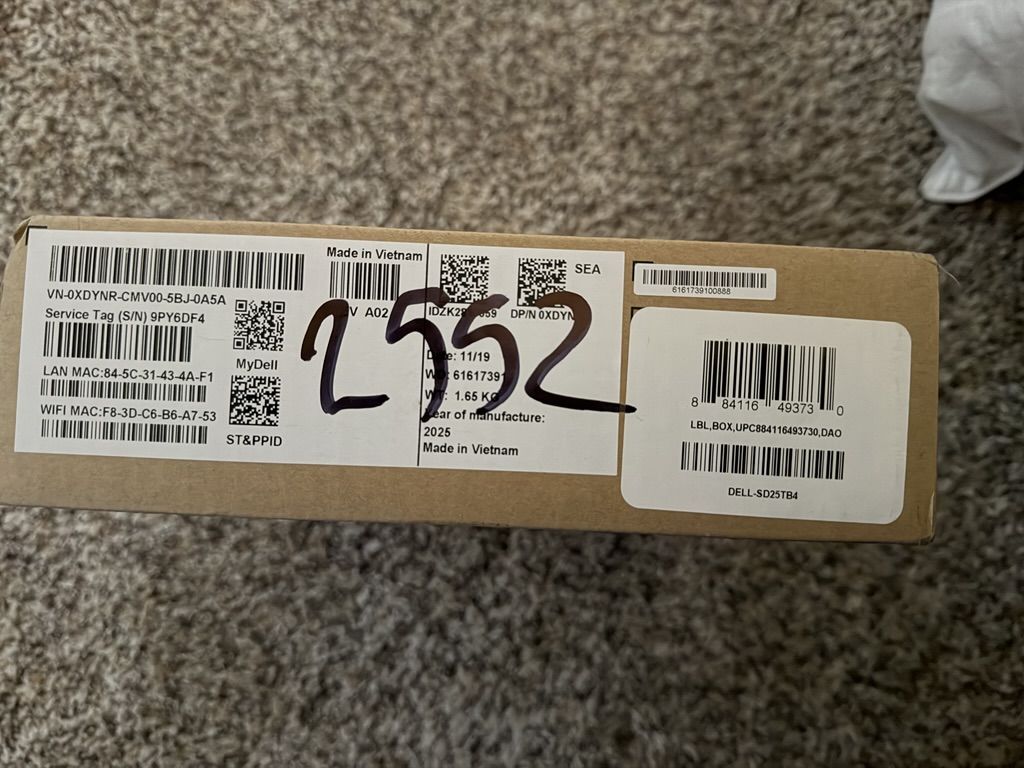 Made in Vietnam
VN-0XDYNR-CMV00-5BJ-0A5A
A02
Service Tag (S/N) 9PY6DF4
MyDell
LAN MAC:84-5C-31-43-4A-F1
WIFI MAC:F8-3D-C6-B6-A7-53
ST&PPID
SEA
DP/N 0XDYN
2552
11/19
61617391
1.65 KG
of manufacture:
2025
Made in Vietnam
6161739100888
8 84116 49373 0
LBL,BOX,UPC884116493730,DAO
DELL-SD25TB4